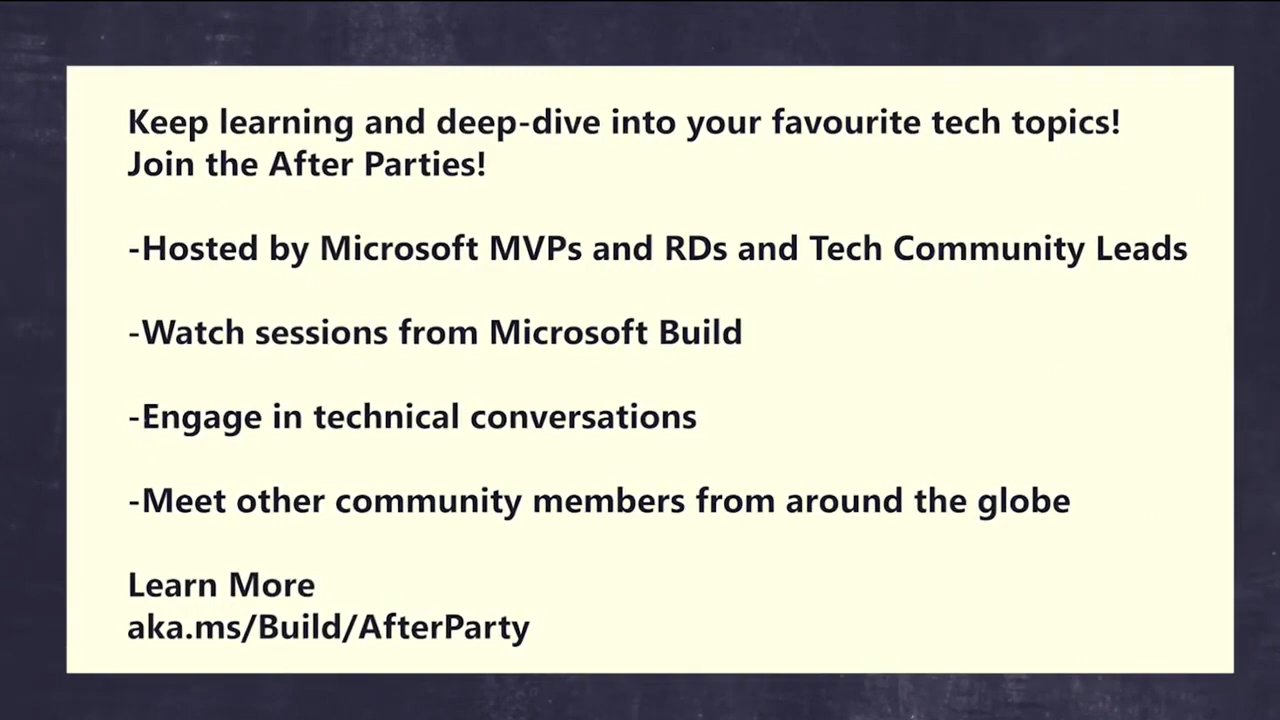 Keep learning and deep-dive into your favourite tech topics!
Join the After Parties!
-Hosted by Microsoft MVPs and RDs and Tech Community Leads
-Watch sessions from Microsoft Build
-Engage in technical conversations
-Meet other community members from around the globe
Learn More
aka.ms/Build/AfterParty